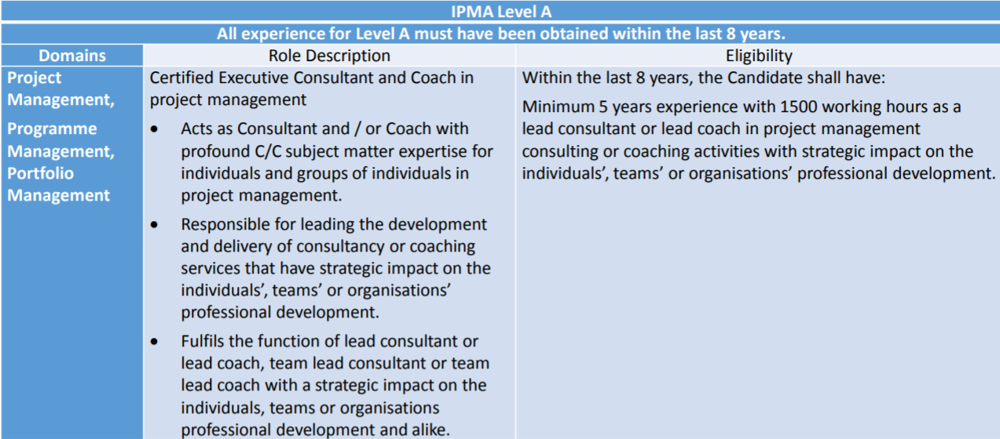 IPMA Level A
All experience for Level A must have been obtained within the last 8 years.
Domains
Role Description
Eligibility
Project
Management,
Programme
Management,
Portfolio
Management
Certified Executive Consultant and Coach in
project management
• Acts as Consultant and / or Coach with
profound C/C subject matter expertise for
individuals and groups of individuals in
project management.
• Responsible for leading the development
and delivery of consultancy or coaching
services that have strategic impact on the
individuals’, teams’ or organisations’
professional development.
• Fulfils the function of lead consultant or
lead coach, team lead consultant or team
lead coach with a strategic impact on the
individuals, teams or organisations
professional development and alike.
Within the last 8 years, the Candidate shall have:
Minimum 5 years experience with 1500 working hours as a
lead consultant or lead coach in project management
consulting or coaching activities with strategic impact on the
individuals’, teams’ or organisations’ professional development.